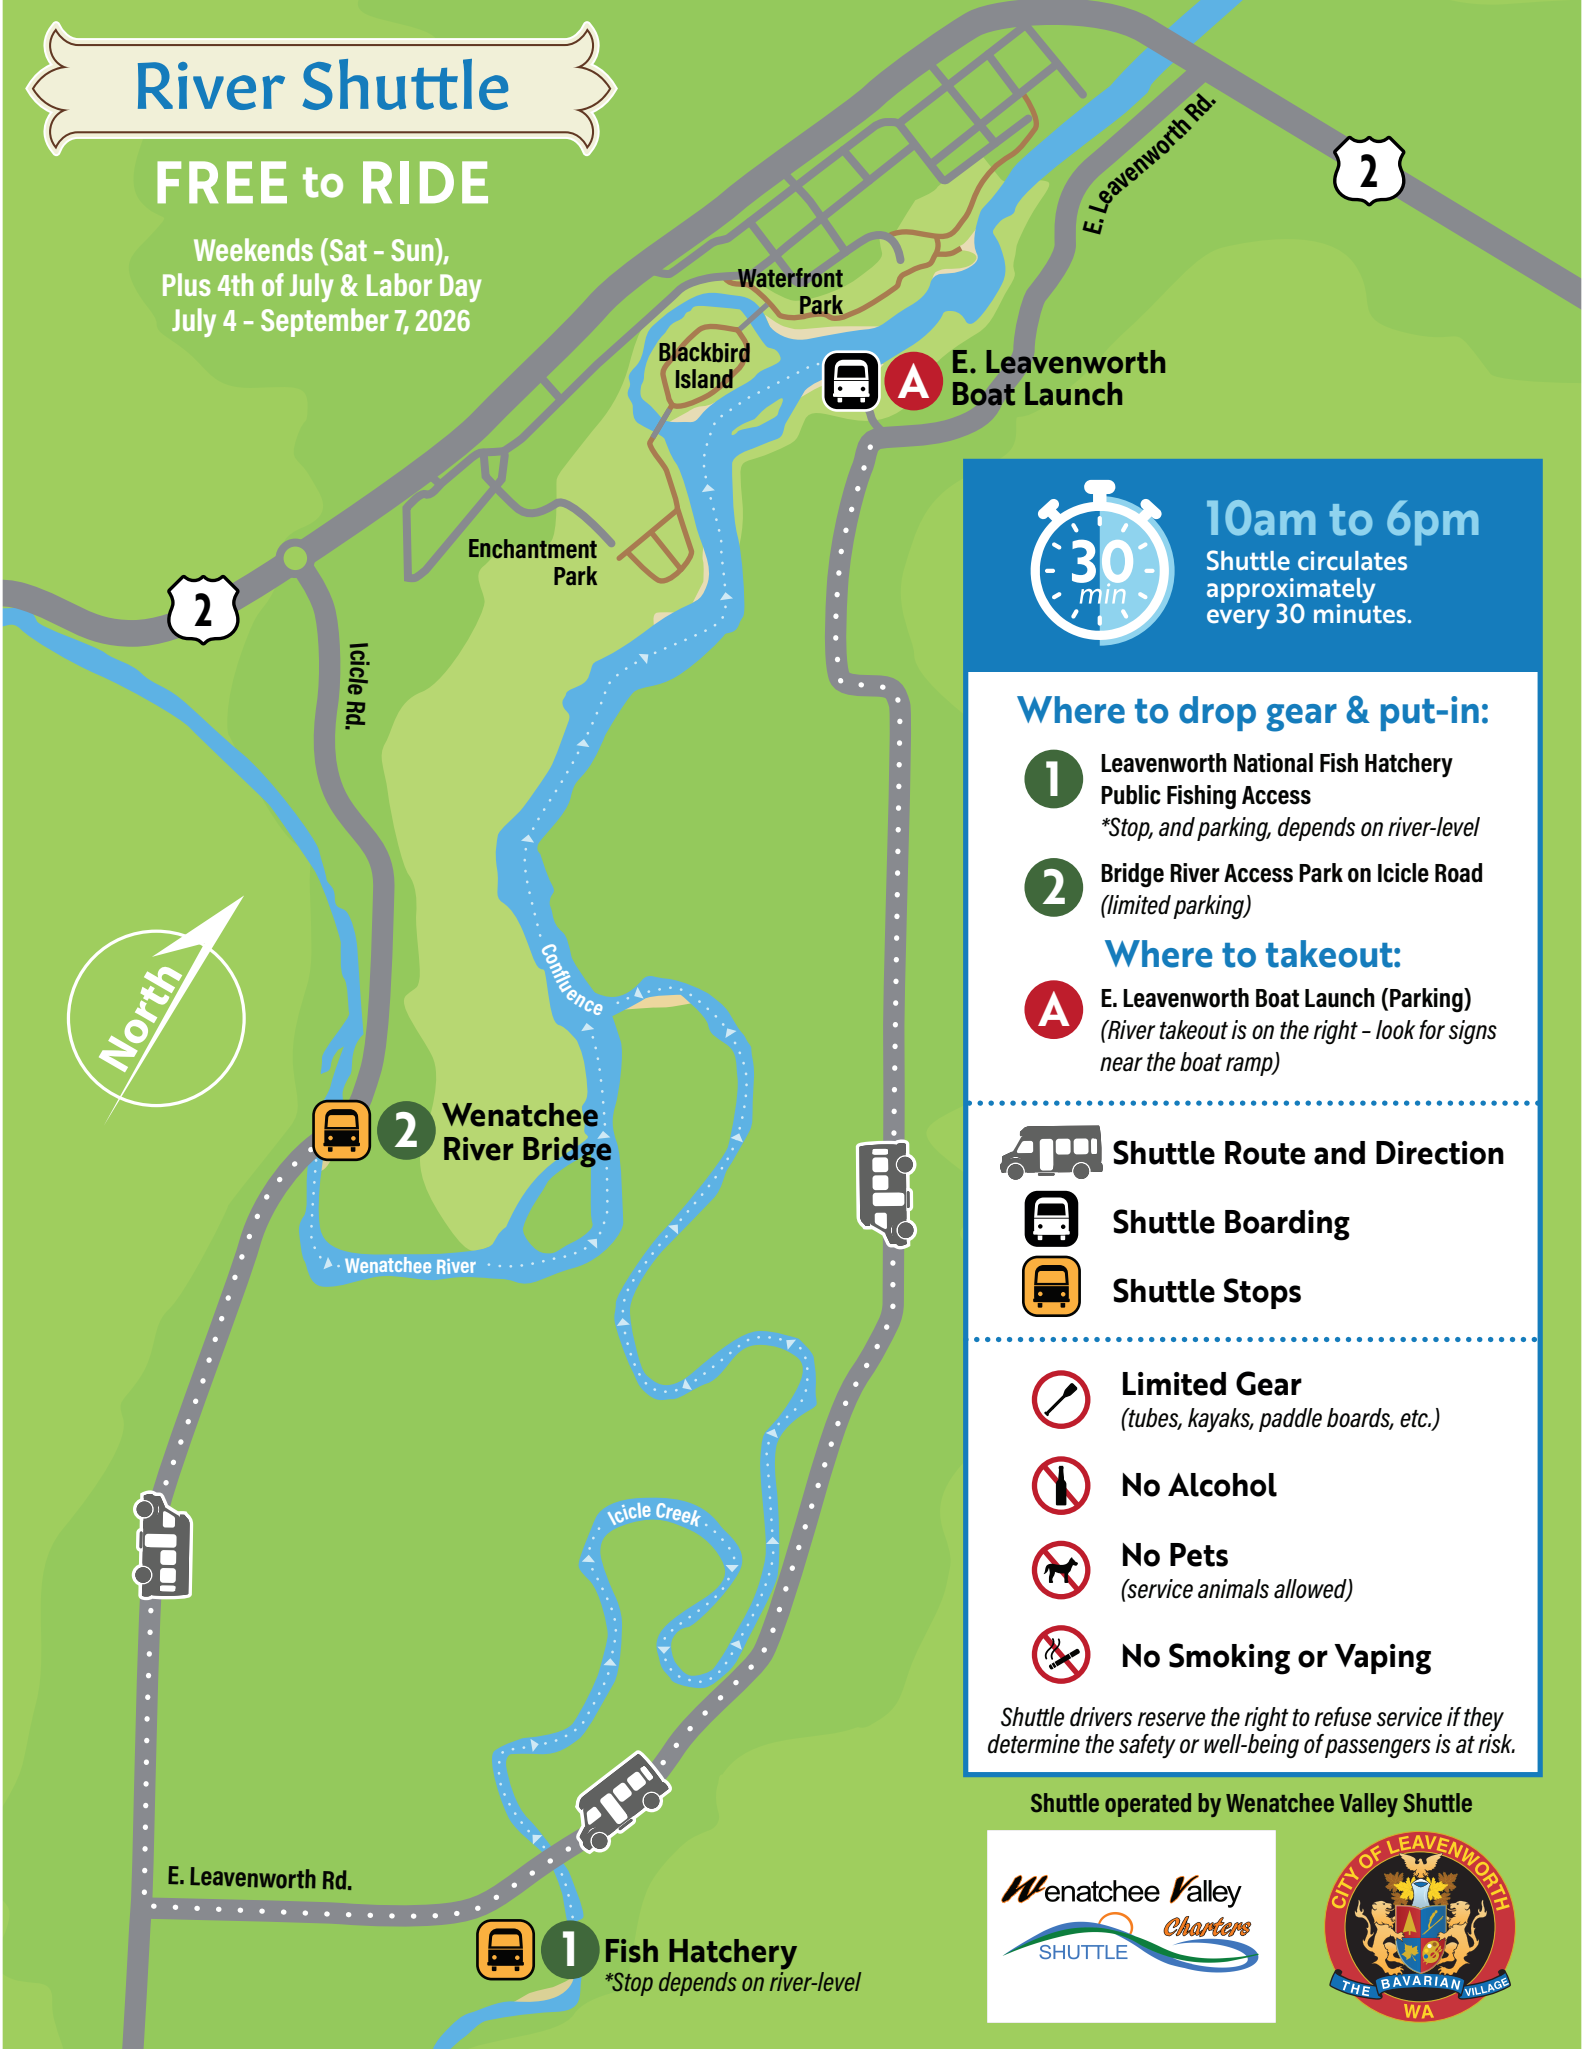 River Shuttle
FREE to RIDE
Weekends (Sat – Sun),
Plus 4th of July & Labor Day
July 4 – September 7, 2026
E. Leavenworth Rd.
2
Waterfront
Park
Blackbird
Island
A
E. Leavenworth
Boat Launch
Enchantment
Park
2
Icicle Rd.
North
Confluence
2
Wenatchee
River Bridge
Wenatchee River
Icicle Creek
E. Leavenworth Rd.
1
Fish Hatchery
*Stop depends on river-level
30
min
10am to 6pm
Shuttle circulates
approximately
every 30 minutes.
Where to drop gear & put-in:
1
Leavenworth National Fish Hatchery
Public Fishing Access
*Stop, and parking, depends on river-level
2
Bridge River Access Park on Icicle Road
(limited parking)
Where to takeout:
A
E. Leavenworth Boat Launch (Parking)
(River takeout is on the right – look for signs
near the boat ramp)
Shuttle Route and Direction
Shuttle Boarding
Shuttle Stops
Limited Gear
(tubes, kayaks, paddle boards, etc.)
No Alcohol
No Pets
(service animals allowed)
No Smoking or Vaping
Shuttle drivers reserve the right to refuse service if they
determine the safety or well-being of passengers is at risk.
Shuttle operated by Wenatchee Valley Shuttle
Wenatchee Valley
Charters
SHUTTLE
CITY OF LEAVENWORTH
THE BAVARIAN VILLAGE
WA